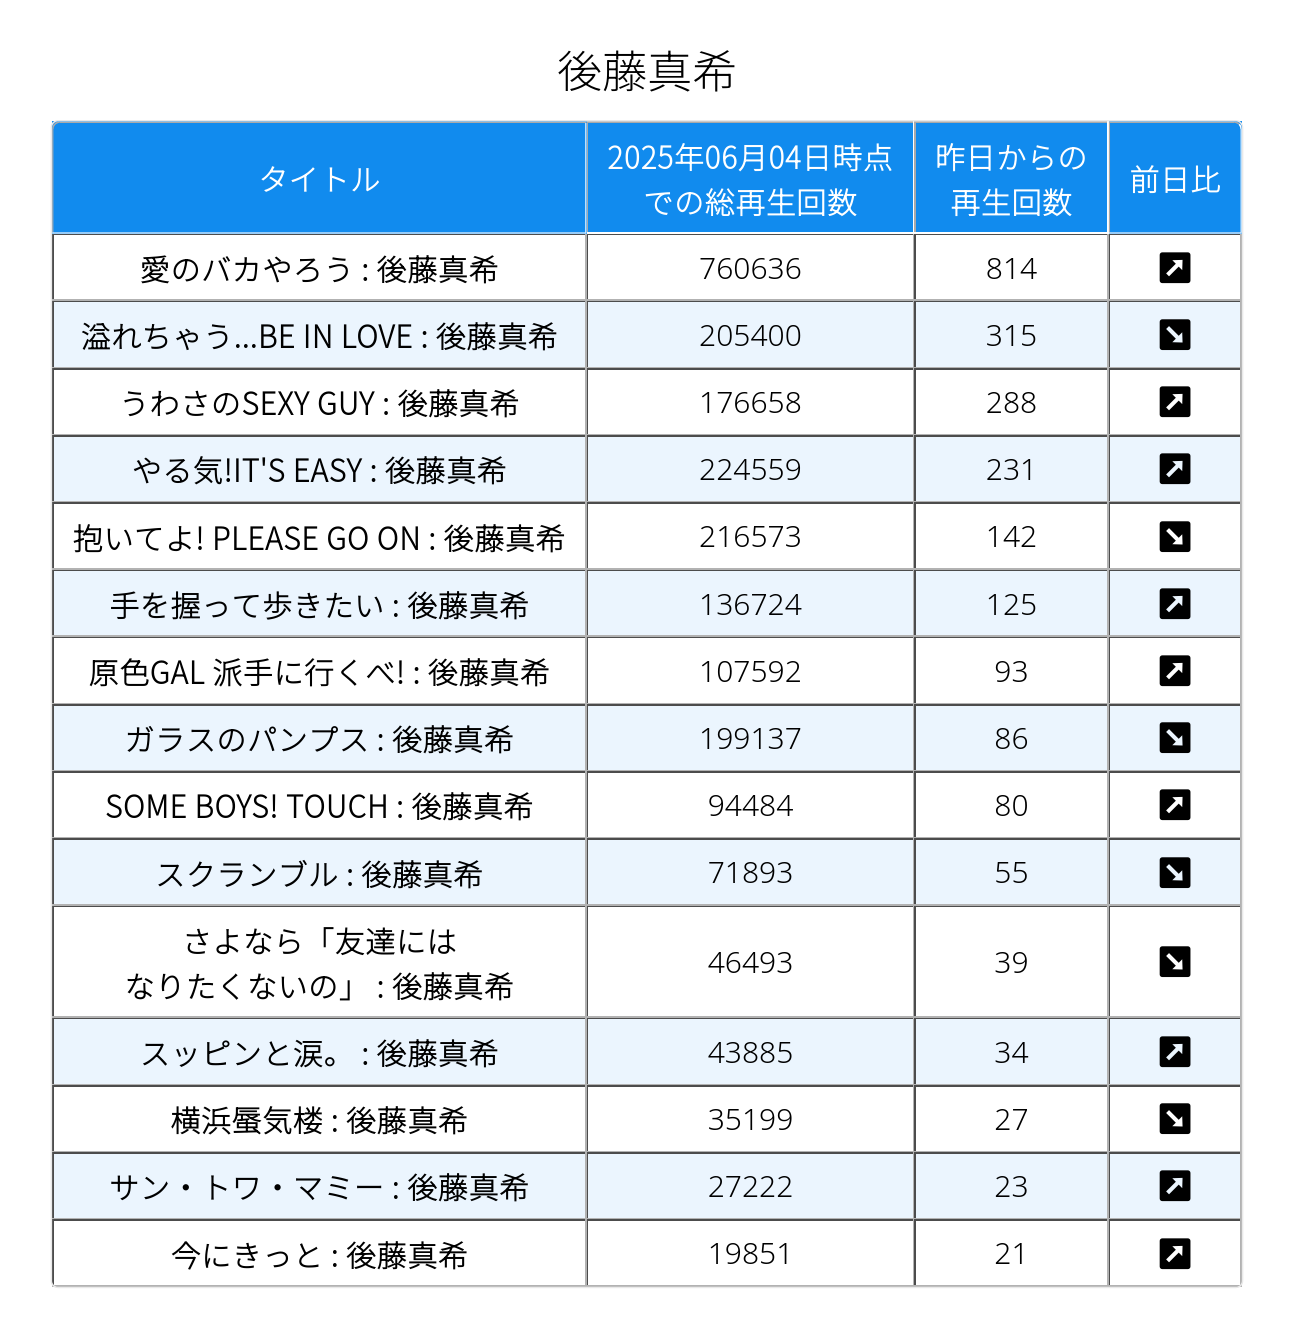 後藤真希
タイトル
2025年06月04日時点
での総再生回数
昨日からの
再生回数
前日比
愛のバカやろう : 後藤真希 760636 814 ↗
溢れちゃう...BE IN LOVE : 後藤真希 205400 315 ↘
うわさのSEXY GUY : 後藤真希 176658 288 ↗
やる気!IT'S EASY : 後藤真希 224559 231 ↗
抱いてよ! PLEASE GO ON : 後藤真希 216573 142 ↘
手を握って歩きたい : 後藤真希 136724 125 ↗
原色GAL 派手に行くべ! : 後藤真希 107592 93 ↗
ガラスのパンプス : 後藤真希 199137 86 ↘
SOME BOYS! TOUCH : 後藤真希 94484 80 ↗
スクランブル : 後藤真希 71893 55 ↘
さよなら「友達には
なりたくないの」 : 後藤真希 46493 39 ↘
スッピンと涙。 : 後藤真希 43885 34 ↗
横浜蜃気楼 : 後藤真希 35199 27 ↘
サン・トワ・マミー : 後藤真希 27222 23 ↗
今にきっと : 後藤真希 19851 21 ↗